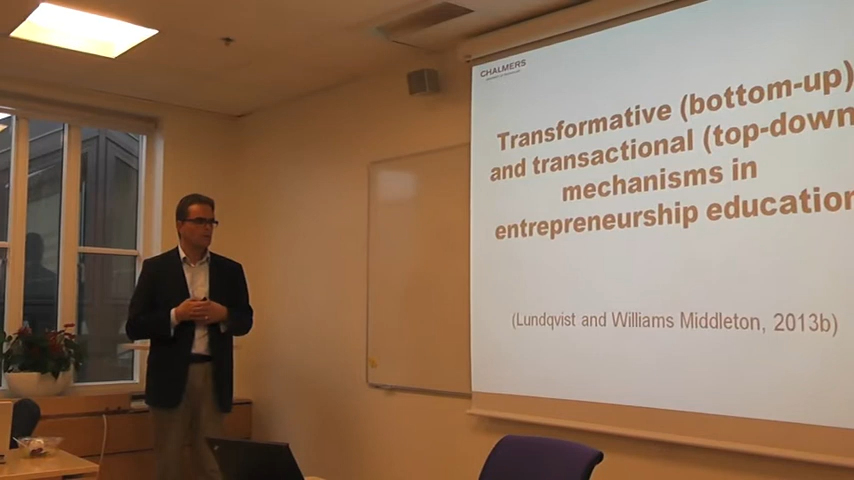 CHALMERS
Transformative (bottom-up)
and transactional (top-down
mechanisms in
entrepreneurship education
(Lundqvist and Williams Middleton, 2013b)